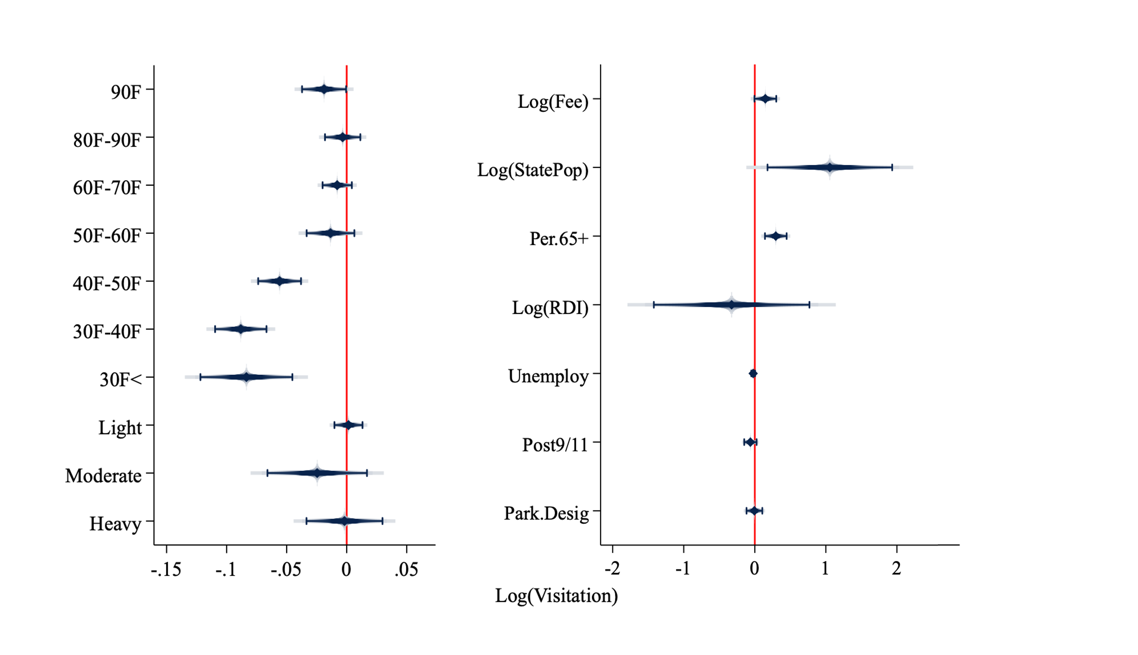 90F
80F-90F
60F-70F
50F-60F
40F-50F
30F-40F
30F<
Light
Moderate
Heavy
-.15 -.1 -.05 0 .05
Log(Fee)
Log(StatePop)
Per.65+
Log(RDI)
Unemploy
Post9/11
Park.Desig
-2 -1 0 1 2
Log(Visitation)